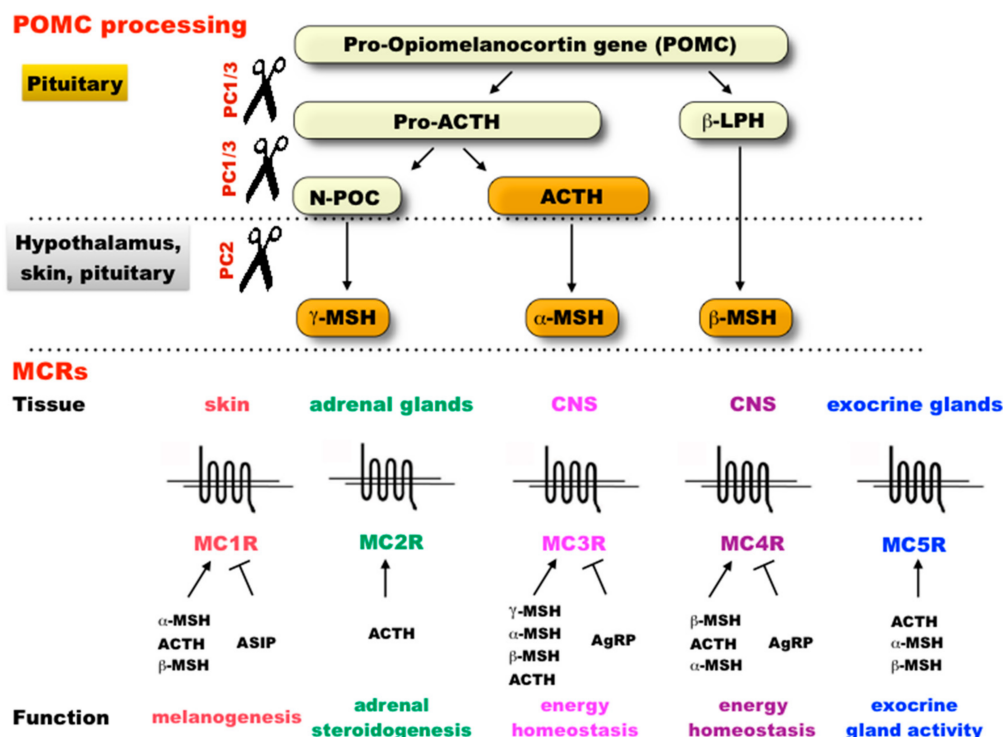 POMC processing
Pro-Opiomelanocortin gene (POMC)
Pituitary
PC1/3
Pro-ACTH
β-LPH
PC1/3
N-POC
ACTH
Hypothalamus,
skin, pituitary
PC2
γ-MSH
α-MSH
β-MSH
MCRs
Tissue
skin
adrenal glands
CNS
CNS
exocrine glands
MC1R
MC2R
MC3R
MC4R
MC5R
α-MSH
ACTH
β-MSH
ASIP
ACTH
γ-MSH
α-MSH
β-MSH
ACTH
AgRP
β-MSH
ACTH
α-MSH
AgRP
ACTH
α-MSH
β-MSH
Function
melanogenesis
adrenal
steroidogenesis
energy
homeostasis
energy
homeostasis
exocrine
gland activity